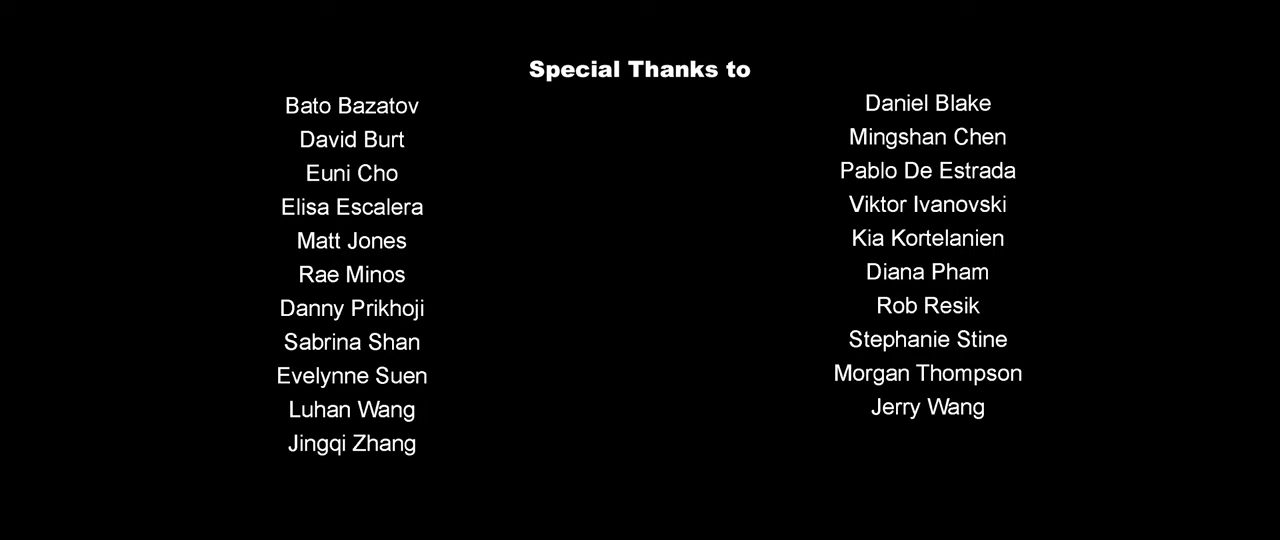 Special Thanks to
Bato Bazatov
David Burt
Euni Cho
Elisa Escalera
Matt Jones
Rae Minos
Danny Prikhoji
Sabrina Shan
Evelynne Suen
Luhan Wang
Jingqi Zhang
Daniel Blake
Mingshan Chen
Pablo De Estrada
Viktor Ivanovski
Kia Kortelanien
Diana Pham
Rob Resik
Stephanie Stine
Morgan Thompson
Jerry Wang